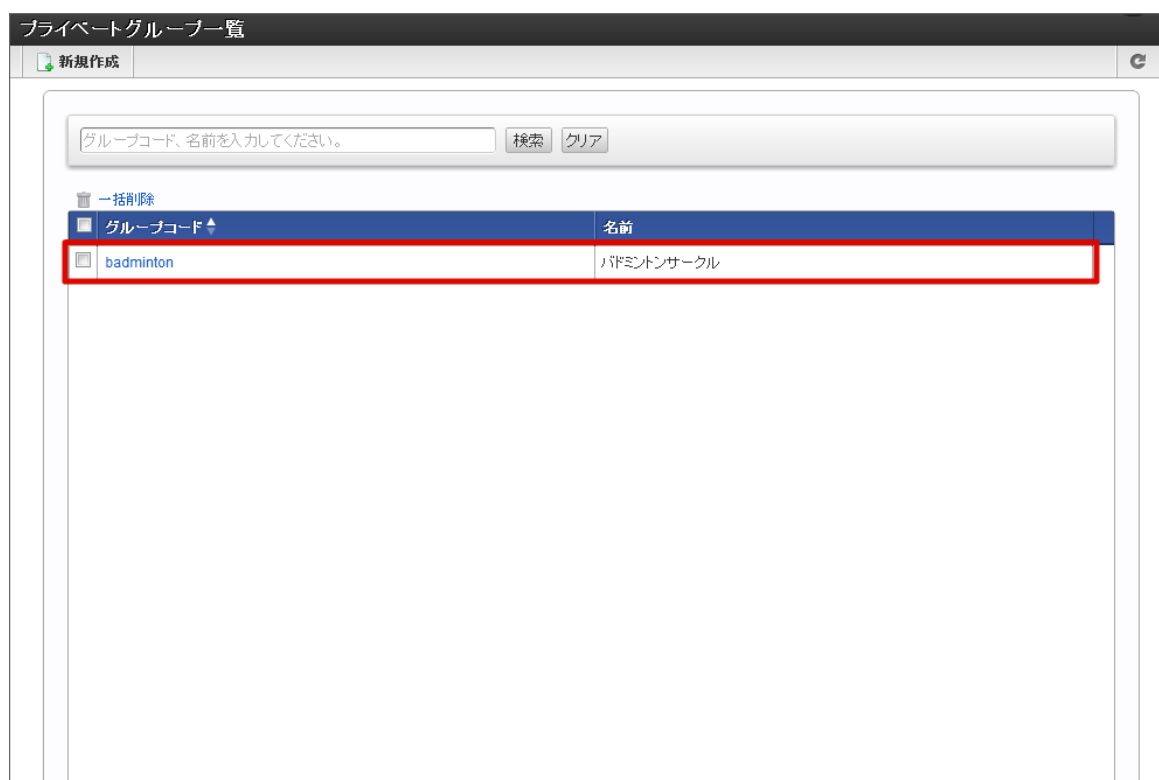 プライベートグループ一覧
新規作成
グループコード、名前を入力してください。 検索 クリア
一括削除
グループコード 名前
badminton バドミントンサークル